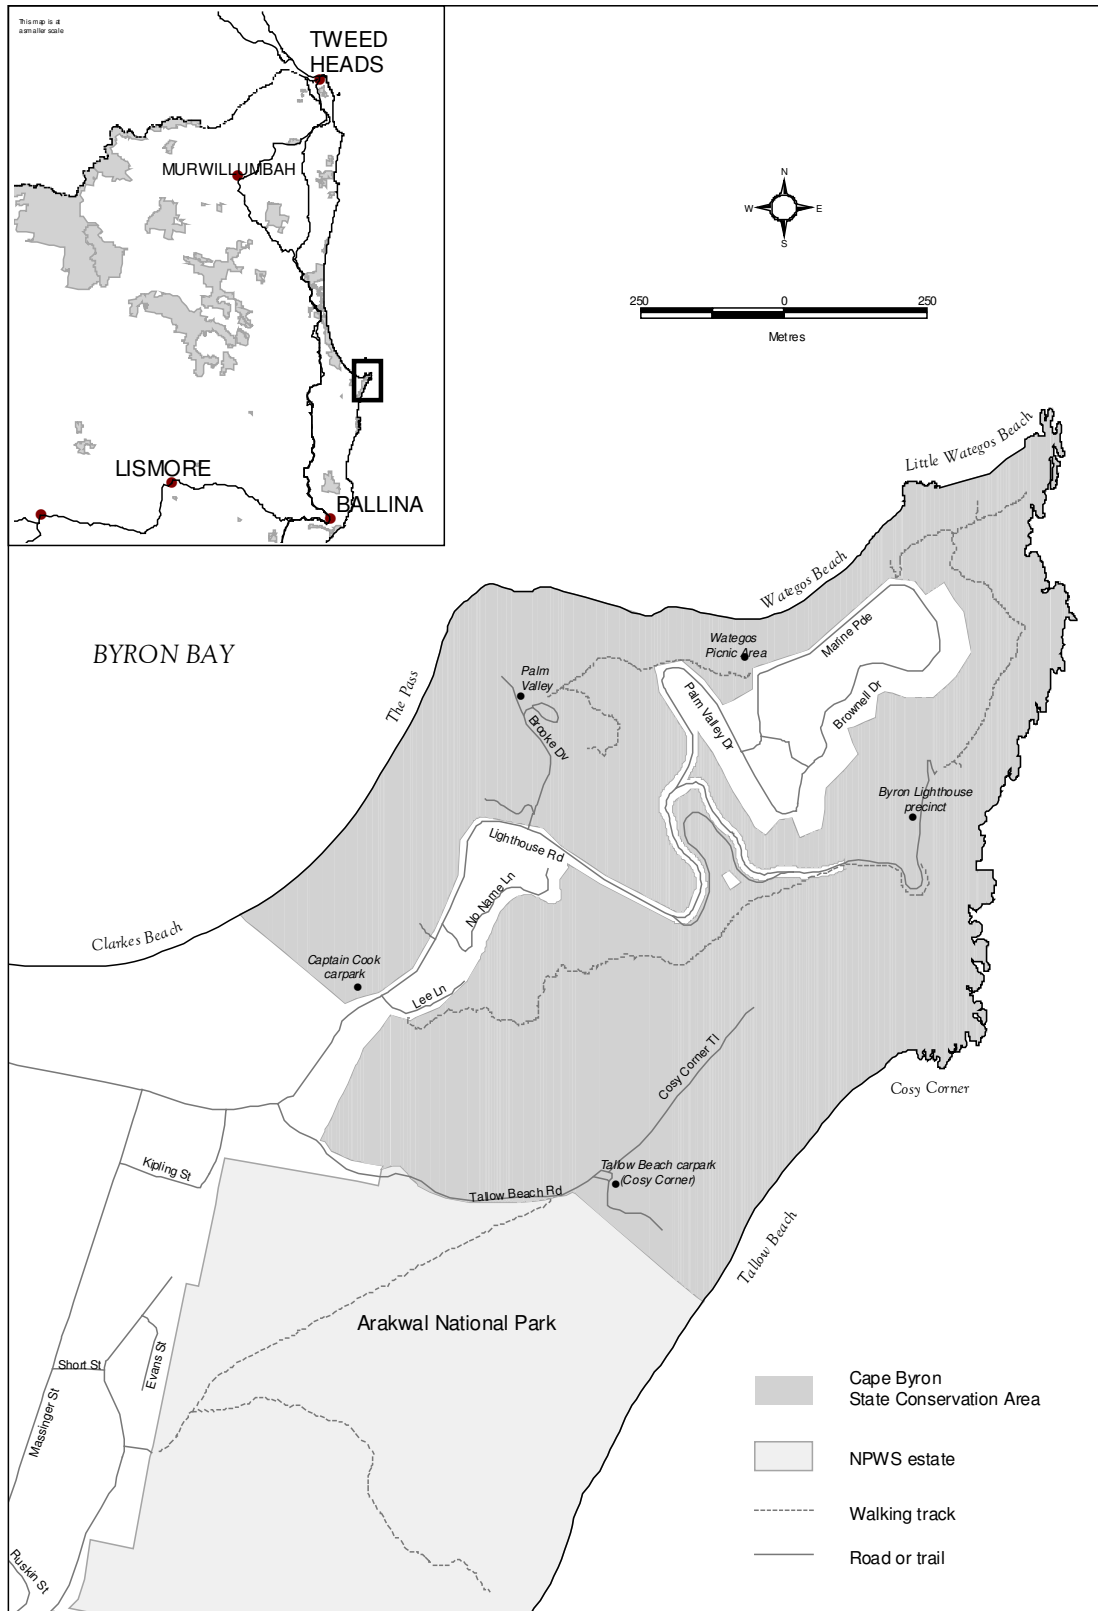 This map is at
a smaller scale
TWEED
HEADS
MURWILLUMBAH
LISMORE
BALLINA
N
W
E
S
250
0
250
Metres
Little Wategos Beach
Wategos Beach
BYRON BAY
The Pass
Wategos
Picnic Area
Marine Pde
Palm
Valley
Palm Valley Dr
Brownell Dr
Brooke Dv
Byron Lighthouse
precinct
Lighthouse Rd
No Name Ln
Clarkes Beach
Captain Cook
carpark
Lee Ln
Cosy Corner Tl
Cosy Corner
Kipling St
Tallow Beach carpark
(Cosy Corner)
Tallow Beach Rd
Tallow Beach
Arakwal National Park
Short St
Evans St
Massinger St
Ruskin St
Cape Byron
State Conservation Area
NPWS estate
Walking track
Road or trail